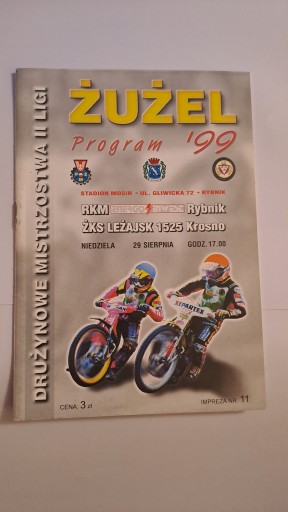 DRUŻYNOWE MISTRZOSTWA II LIGI
ŻUŻEL
Program '99
STADION MOSIR - UL. GLIWICKA 72 - RYBNIK
RKM Rybnik
ŻKS LEŻAJSK 1525 Krosno
NIEDZIELA 29 SIERPNIA GODZ. 17.00
XPARTEX
CENA: 3 zł
IMPREZA NR 11